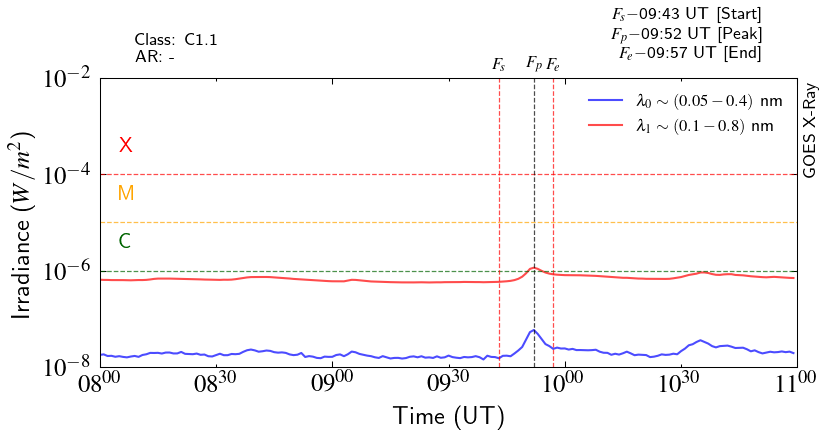 Fs−09:43 UT [Start]
Fp−09:52 UT [Peak]
Fe−09:57 UT [End]
Class: C1.1
AR: -
Fs Fp Fe
10−2
10−4
10−6
10−8
Irradiance (W/m2)
X
M
C
λ0 ∼ (0.05 − 0.4) nm
λ1 ∼ (0.1 − 0.8) nm
GOES X-Ray
0800 0830 0900 0930 1000 1030 1100
Time (UT)